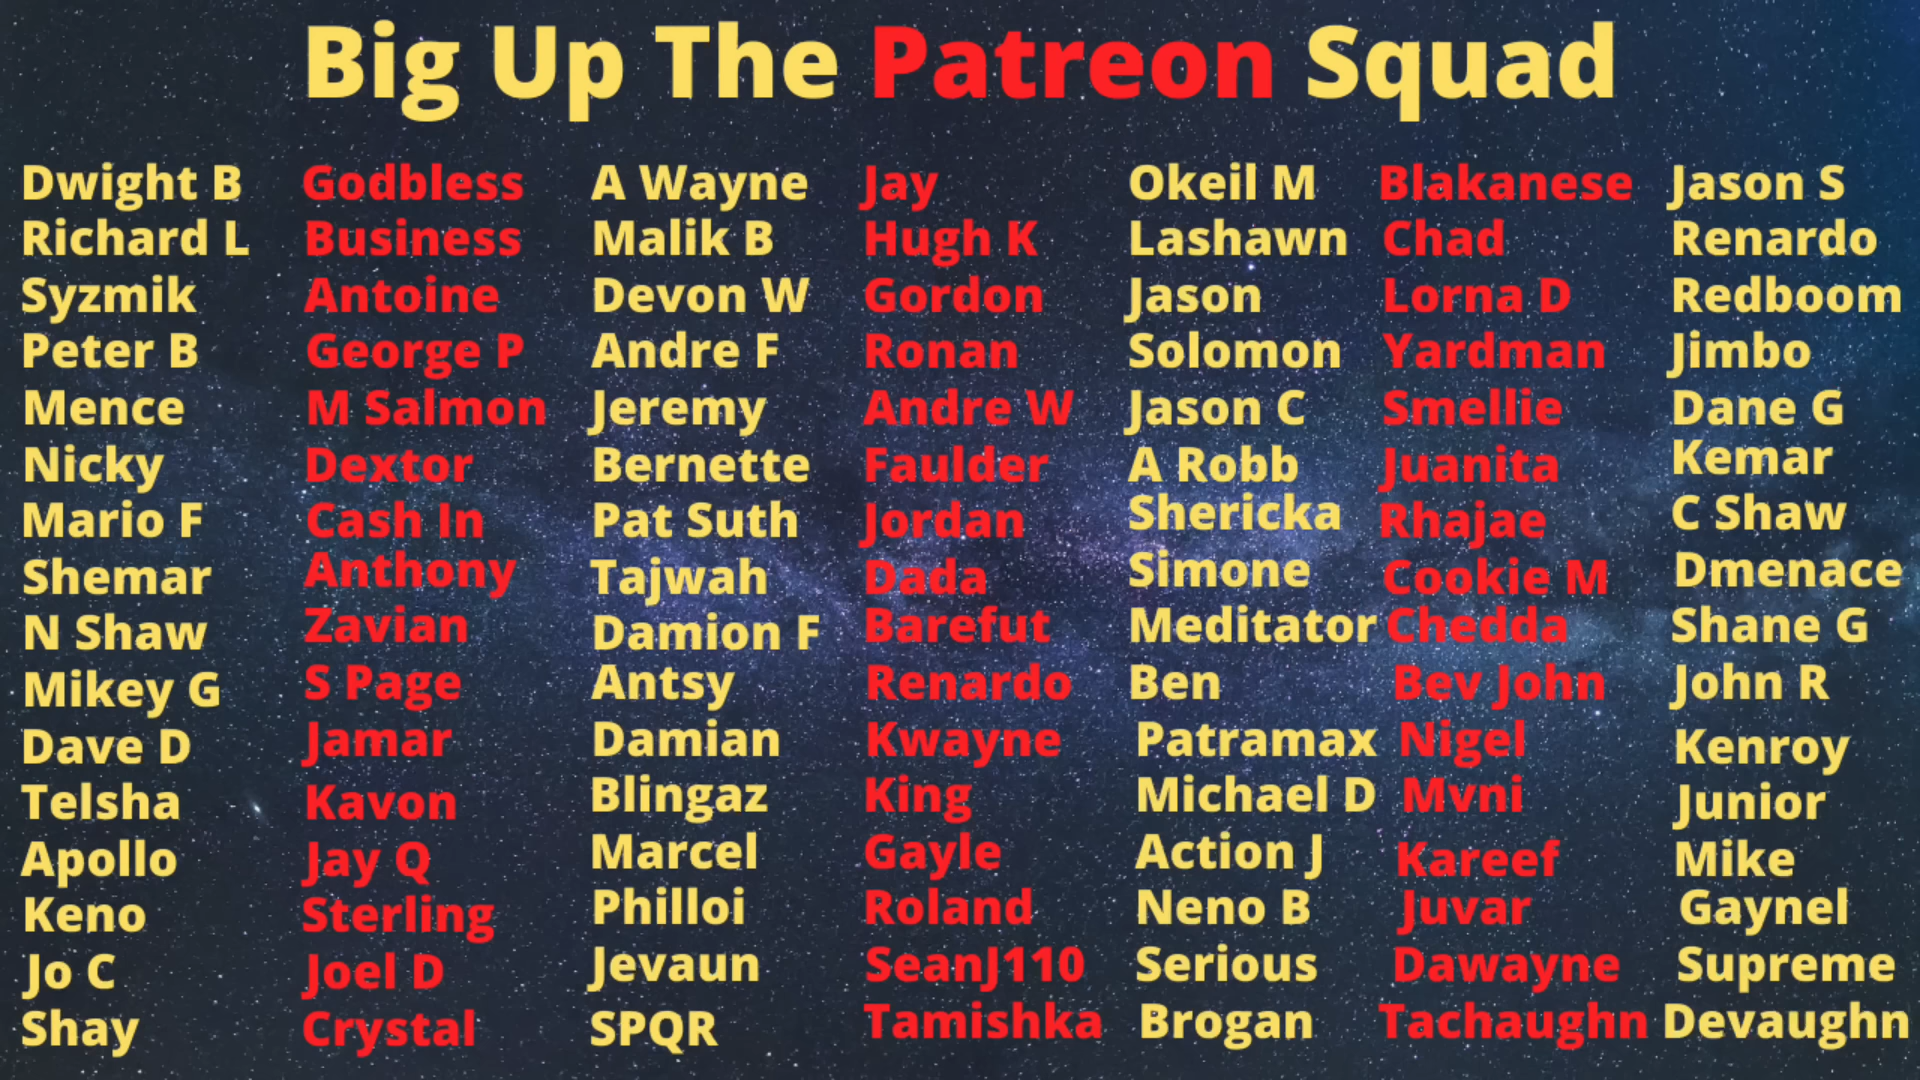 Big Up The Patreon Squad
Dwight B Godbless A Wayne Jay Okeil M Blakanese Jason S
Richard L Business Malik B Hugh K Lashawn Chad Renardo
Syzmik Antoine Devon W Gordon Jason Lorna D Redboom
Peter B George P Andre F Ronan Solomon Yardman Jimbo
Mence M Salmon Jeremy Andre W Jason C Smellie Dane G
Nicky Dextor Bernette Faulder A Robb Juanita Kemar
Mario F Cash In Pat Suth Jordan Shericka Rhajae C Shaw
Shemar Anthony Tajwah Dada Simone Cookie M Dmenace
N Shaw Zavian Damion F Barefut Meditator Chedda Shane G
Mikey G S Page Antsy Renardo Ben Bev John John R
Dave D Jamar Damian Kwayne Patramax Nigel Kenroy
Telsha Kavon Blingaz King Michael D Mvni Junior
Apollo Jay Q Marcel Gayle Action J Kareef Mike
Keno Sterling Philloi Roland Neno B Juvar Gaynel
Jo C Joel D Jevaun SeanJ110 Serious Dawayne Supreme
Shay Crystal SPQR Tamishka Brogan Tachaughn Devaughn